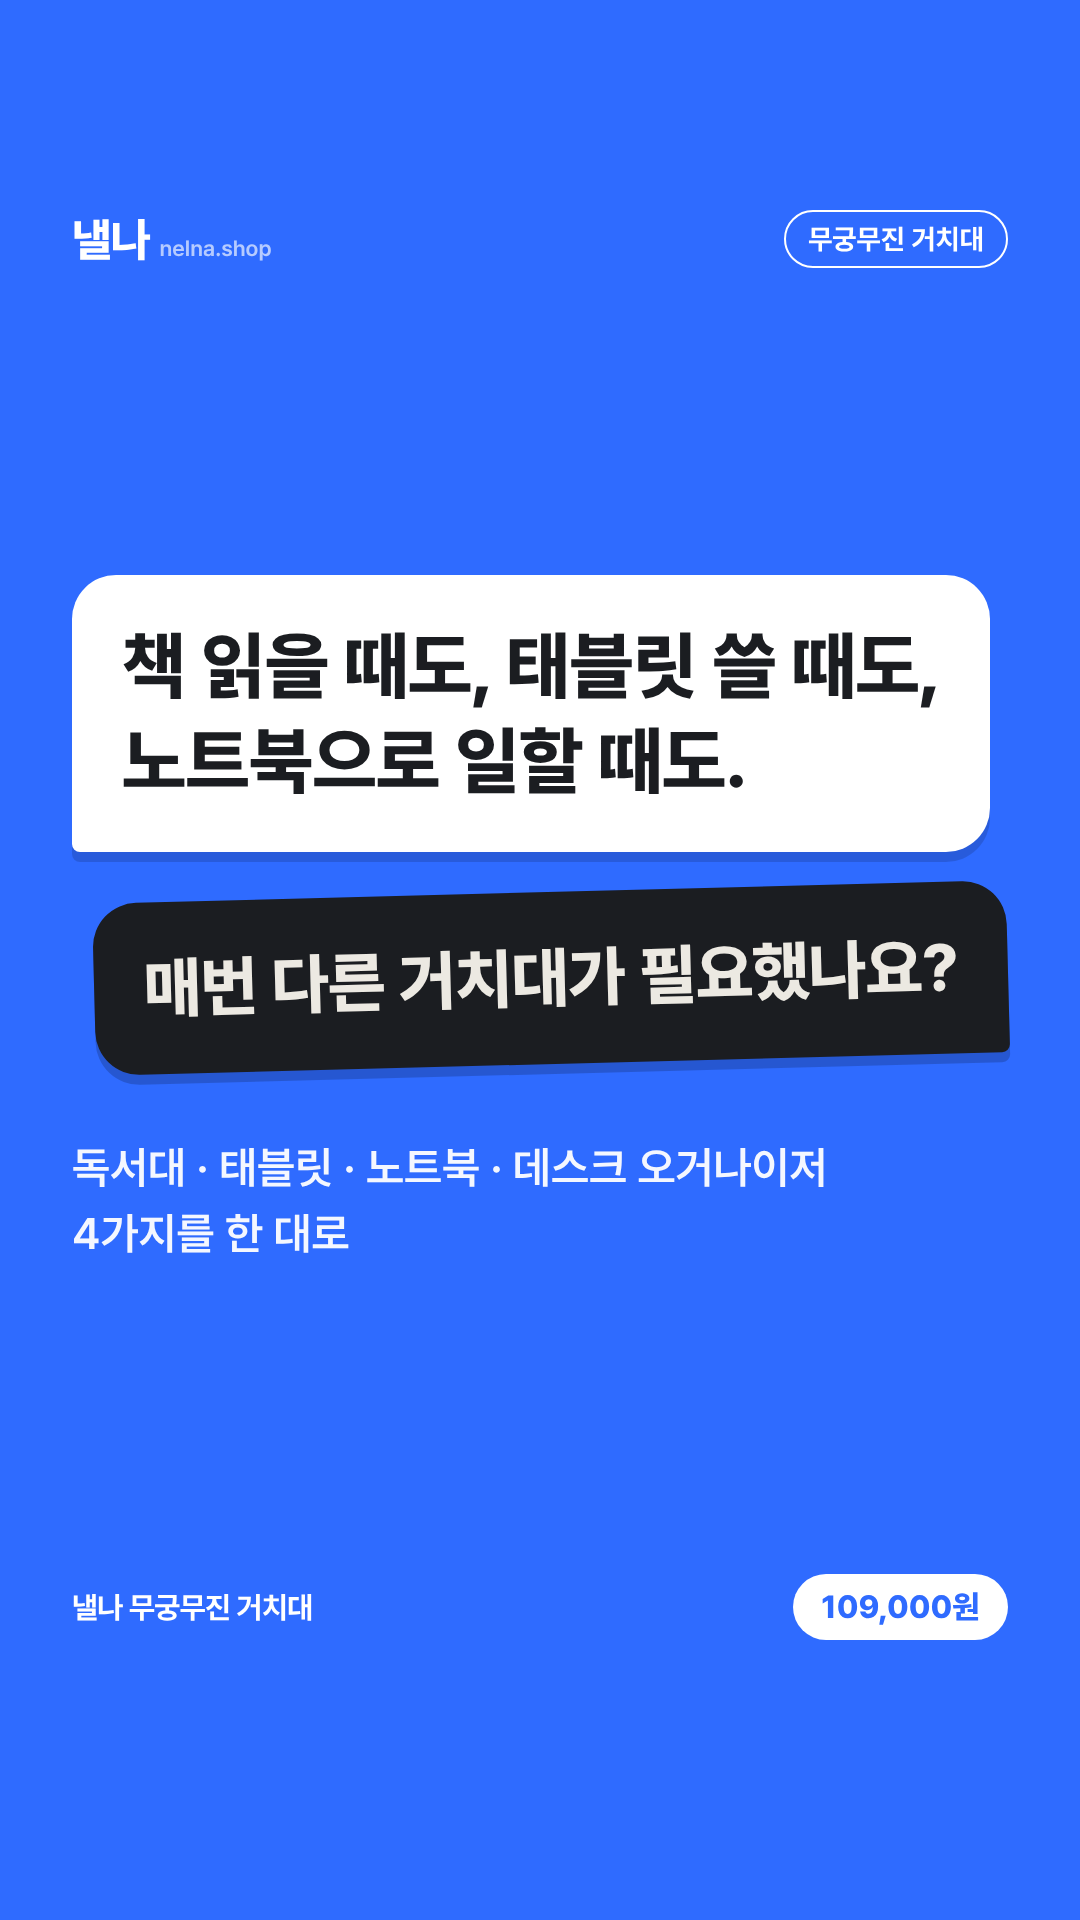 냴나 nelna.shop
무궁무진 거치대
책 읽을 때도, 태블릿 쓸 때도,
노트북으로 일할 때도.
매번 다른 거치대가 필요했나요?
독서대 · 태블릿 · 노트북 · 데스크 오거나이저
4가지를 한 대로
냴나 무궁무진 거치대
109,000원